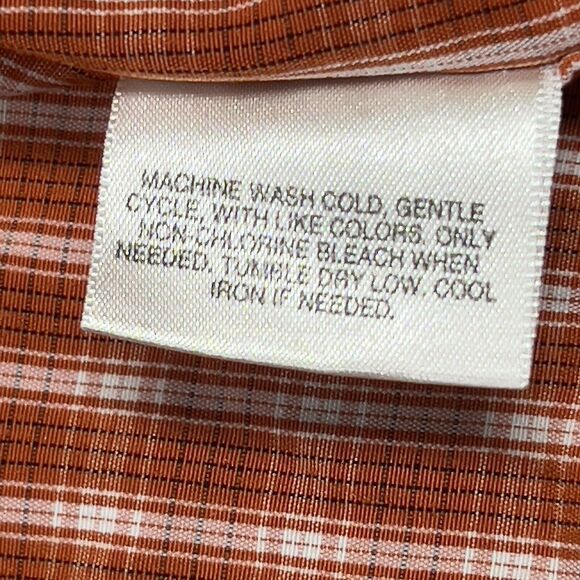 MACHINE WASH COLD, GENTLE
CYCLE, WITH LIKE COLORS. ONLY
NON-CHLORINE BLEACH WHEN
NEEDED. TUMBLE DRY LOW. COOL
IRON IF NEEDED.